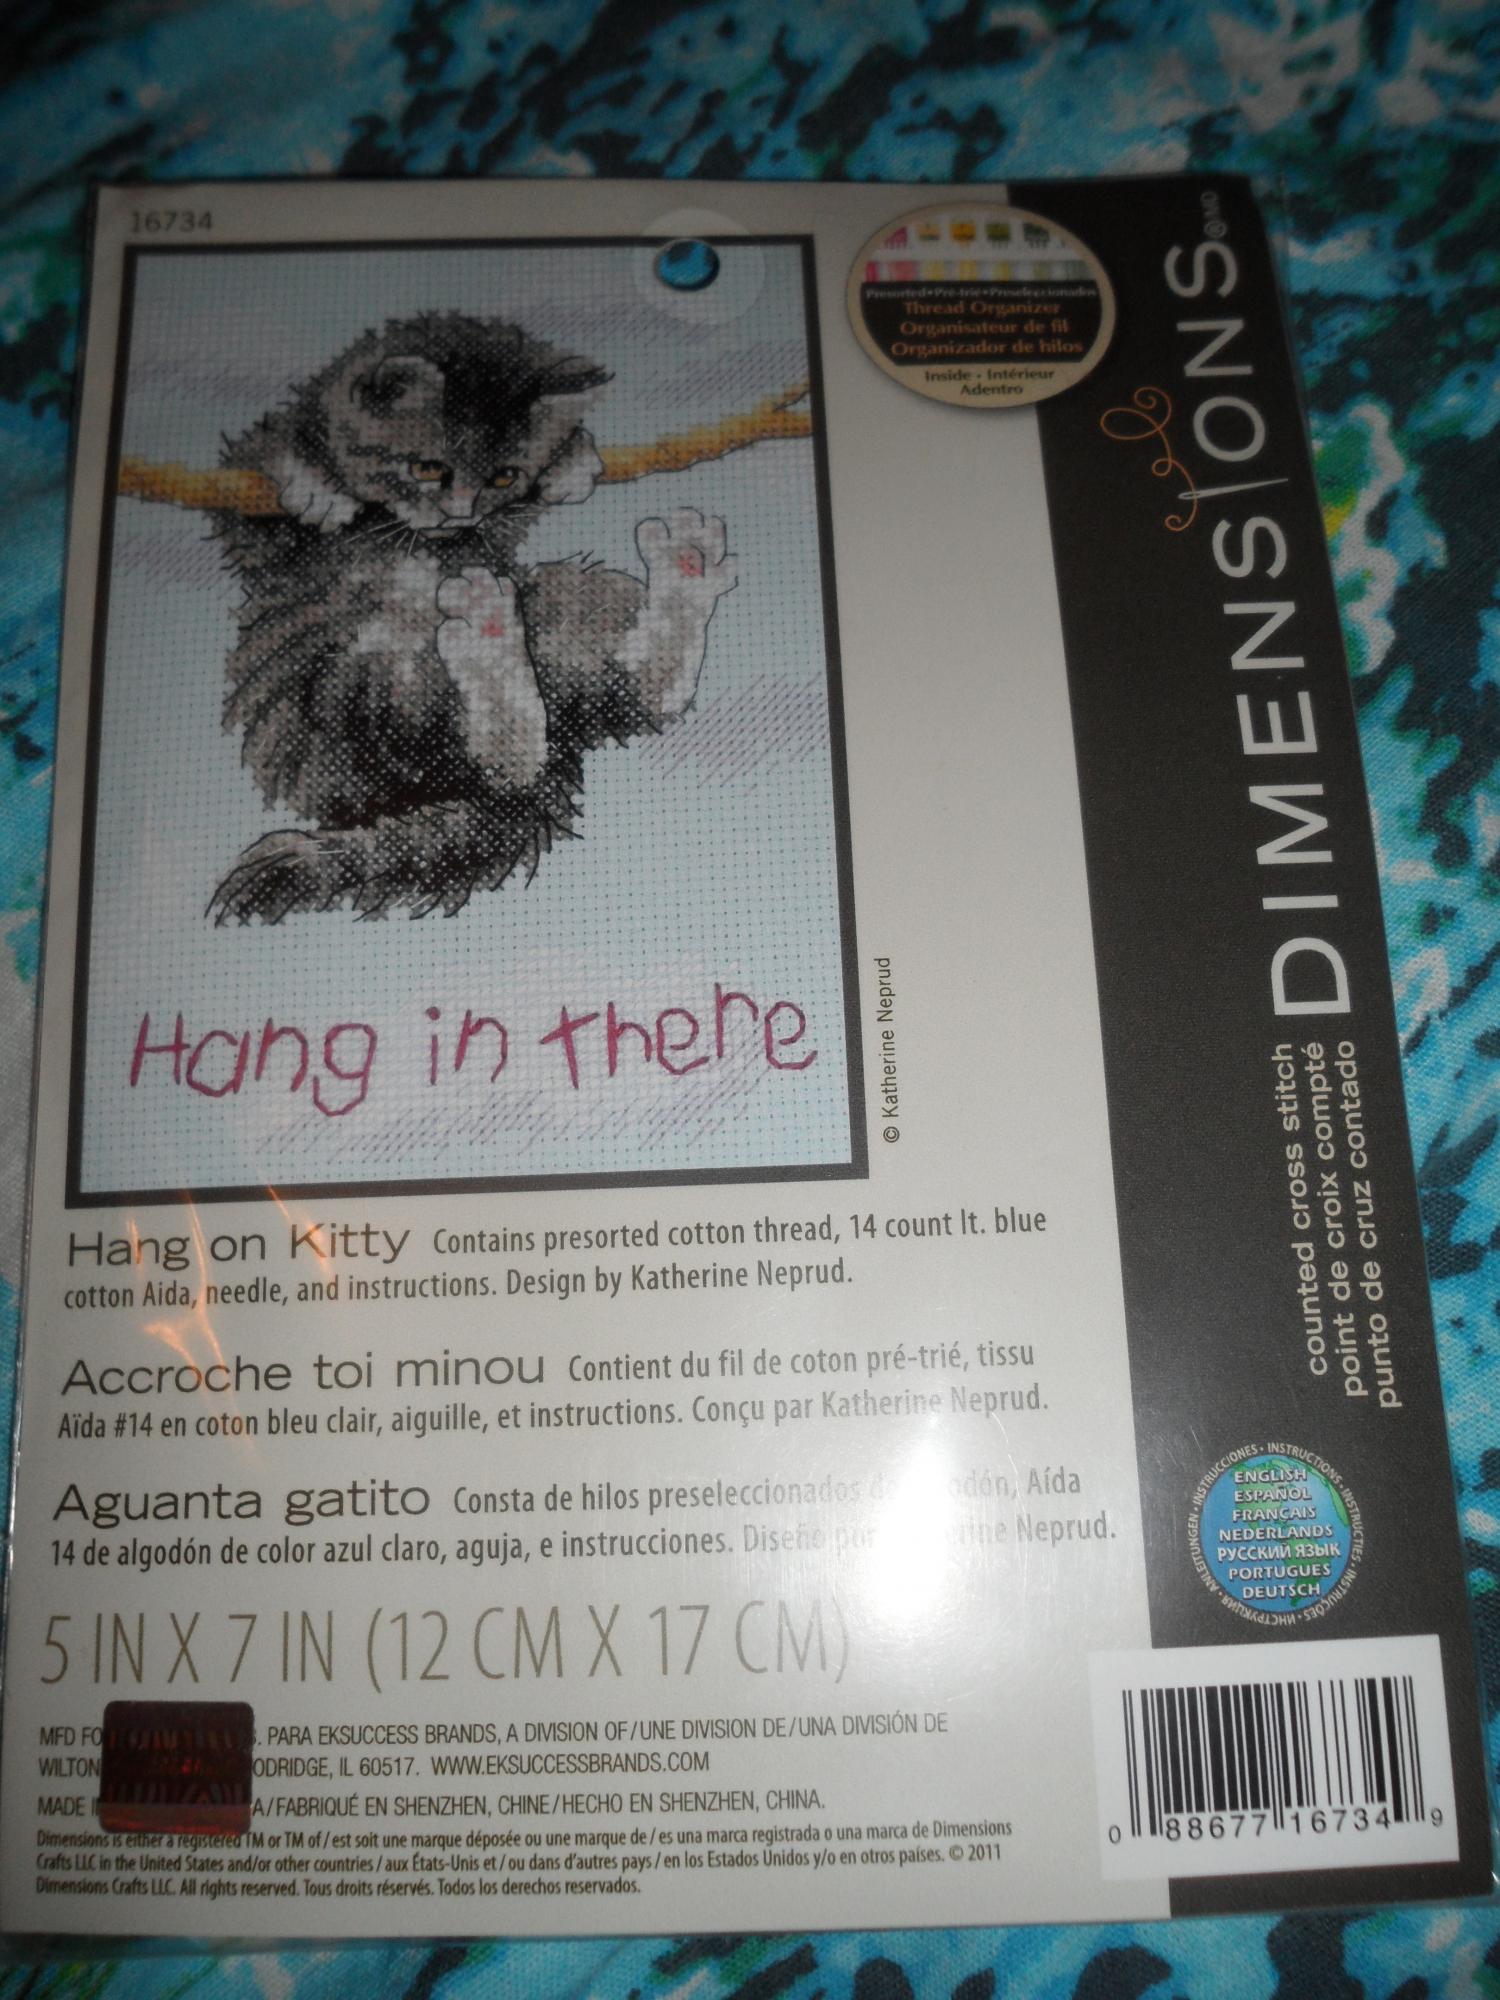 16734
Presorted•Pré-trié•Preseleccionados
Thread Organizer
Organisateur de fil
Organizador de hilos
Inside • Intérieur
Adentro
DIMENSIONS®MD
counted cross stitch
point de croix compté
punto de cruz contado
Hang in there
© Katherine Neprud
Hang on Kitty Contains presorted cotton thread, 14 count lt. blue
cotton Aida, needle, and instructions. Design by Katherine Neprud.
Accroche toi minou Contient du fil de coton pré-trié, tissu
Aïda #14 en coton bleu clair, aiguille, et instructions. Conçu par Katherine Neprud.
Aguanta gatito Consta de hilos preseleccionados Aída
14 de algodón de color azul claro, aguja, e instrucciones. Diseño por Neprud.
5 IN X 7 IN (12 CM X 17 CM)
MFD PARA EKSUCCESS BRANDS, A DIVISION OF/UNE DIVISION DE/UNA DIVISIÓN DE
WILTON IL 60517. WWW.EKSUCCESSBRANDS.COM
MADE /FABRIQUÉ EN SHENZHEN, CHINE/HECHO EN SHENZHEN, CHINA.
Dimensions is either a registered TM or TM of / est soit une marque déposée ou une marque de / es una marca registrada o una marca de Dimensions
Crafts LLC in the United States and/or other countries / aux États-Unis et / ou dans d'autres pays / en los Estados Unidos y/o en otros países. © 2011
Dimensions Crafts LLC. All rights reserved. Tous droits réservés. Todos los derechos reservados.
INSTRUCCIONES • INSTRUCTIONS • INSTRUCTIES • INSTRUÇÕES • ИНСТРУКЦИЯ • ANLEITUNGEN •
ENGLISH
ESPAÑOL
FRANÇAIS
NEDERLANDS
РУССКИЙ ЯЗЫК
PORTUGUES
DEUTSCH
0 88677 16734 9